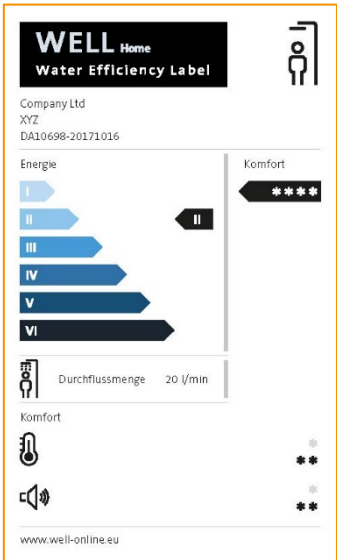 WELL Home
Water Efficiency Label
Company Ltd
XYZ
DA10698-20171016
Energie
Komfort
I
****
II
II
III
IV
V
VI
Durchflussmenge 20 l/min
Komfort
*
**
*
**
www.well-online.eu